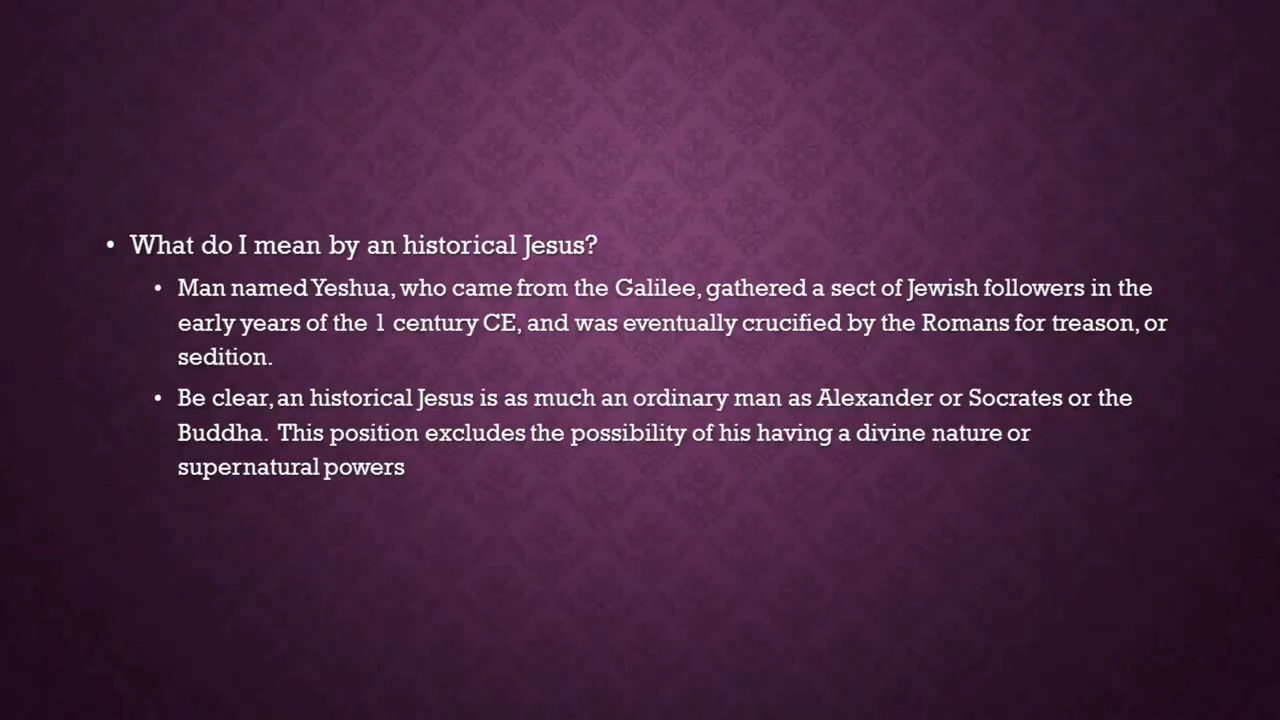 • What do I mean by an historical Jesus?
• Man named Yeshua, who came from the Galilee, gathered a sect of Jewish followers in the
early years of the 1 century CE, and was eventually crucified by the Romans for treason, or
sedition.
• Be clear, an historical Jesus is as much an ordinary man as Alexander or Socrates or the
Buddha.  This position excludes the possibility of his having a divine nature or
supernatural powers